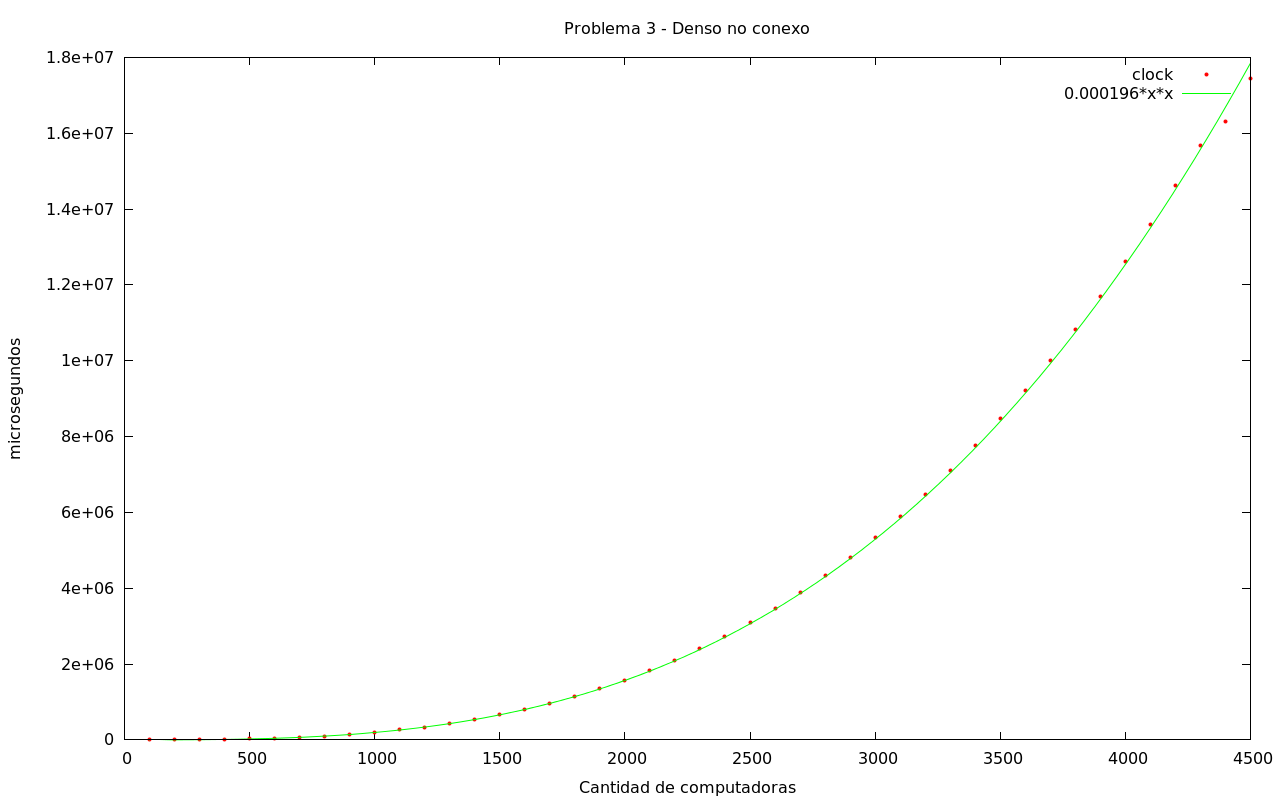 Problema 3 - Denso no conexo
clock
0.000196*x*x
1.8e+07
1.6e+07
1.4e+07
1.2e+07
1e+07
8e+06
6e+06
4e+06
2e+06
0
microsegundos
0 500 1000 1500 2000 2500 3000 3500 4000 4500
Cantidad de computadoras